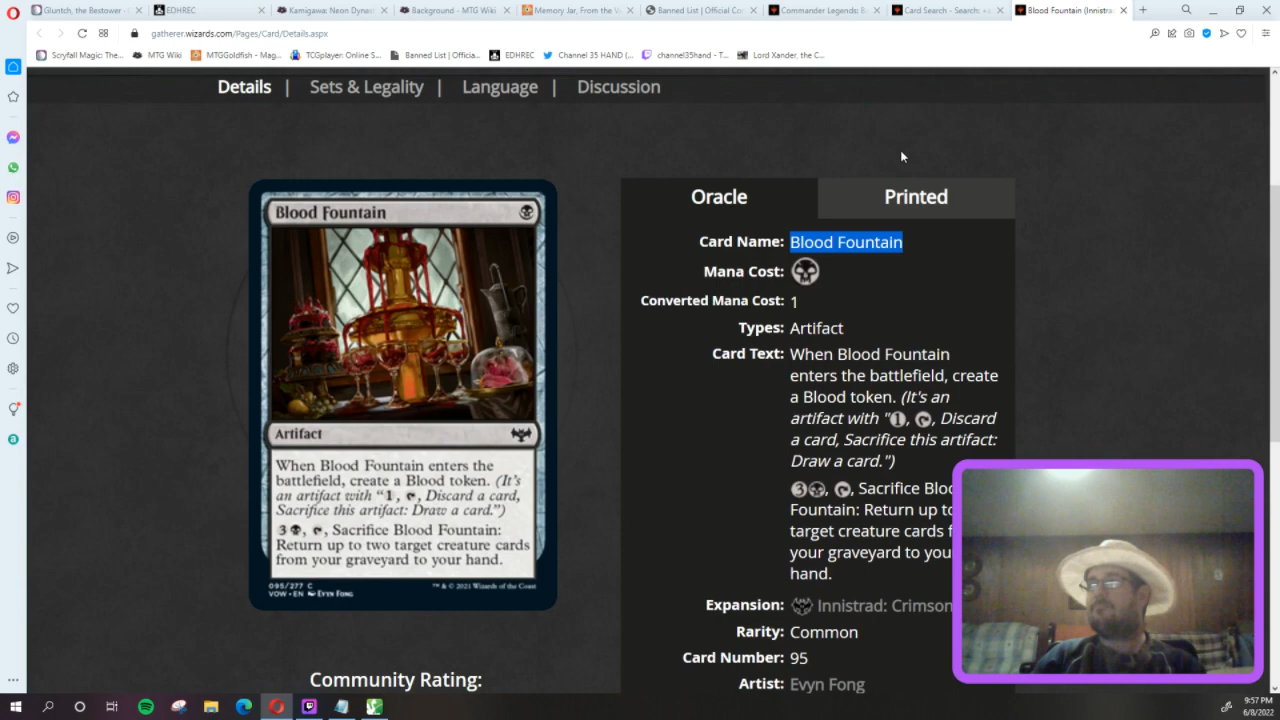 Gluntch, the Bestower -
EDHREC
Kamigawa: Neon Dynas
Background - MTG Wiki
Memory Jar, From the V
Banned List | Official Co
Commander Legends: B
Card Search - Search:
Blood Fountain (Innistra
gatherer.wizards.com/Pages/Card/Details.aspx
Scryfall Magic: The...
MTG Wiki
MTGGoldfish - Mag...
TCGplayer: Online S...
Banned List | Officia...
EDHREC
Channel 35 HAND (...
channel35hand - T...
Lord Xander, the C...
Details | Sets & Legality | Language | Discussion
Blood Fountain
Artifact
When Blood Fountain enters the
battlefield, create a Blood token. (It's
an artifact with “1, , Discard a card,
Sacrifice this artifact: Draw a card.”)
3 , , Sacrifice Blood Fountain:
Return up to two target creature cards
from your graveyard to your hand.
095/277 C
VOW • EN Evyn Fong
™ & © 2021 Wizards of the Coast
Community Rating:
Oracle
Printed
Card Name: Blood Fountain
Mana Cost:
Converted Mana Cost: 1
Types: Artifact
Card Text: When Blood Fountain
enters the battlefield, create
a Blood token. (It's an
artifact with "1, , Discard
a card, Sacrifice this artifact:
Draw a card.")
3 , , Sacrifice Bloo
Fountain: Return up to
target creature cards f
your graveyard to you
hand.
Expansion: Innistrad: Crimson
Rarity: Common
Card Number: 95
Artist: Evyn Fong
9:57 PM
6/8/2022